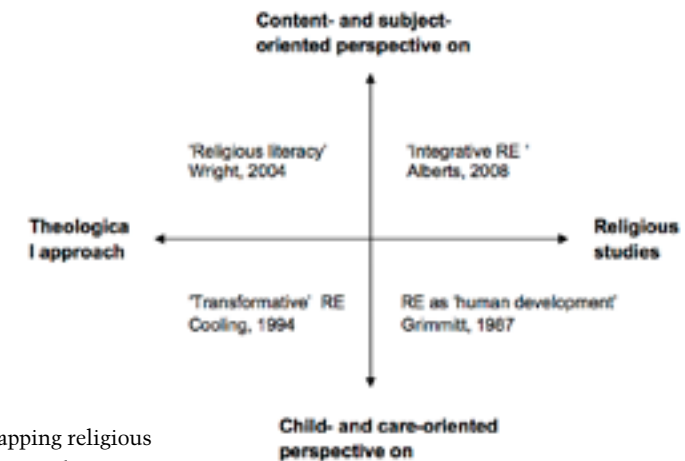 Content- and subject-
oriented perspective on
'Religious literacy'
Wright, 2004
'Integrative RE '
Alberts, 2008
Theologica
l approach
Religious
studies
'Transformative' RE
Cooling, 1994
RE as 'human development'
Grimmitt, 1987
apping religious
Child- and care-oriented
perspective on